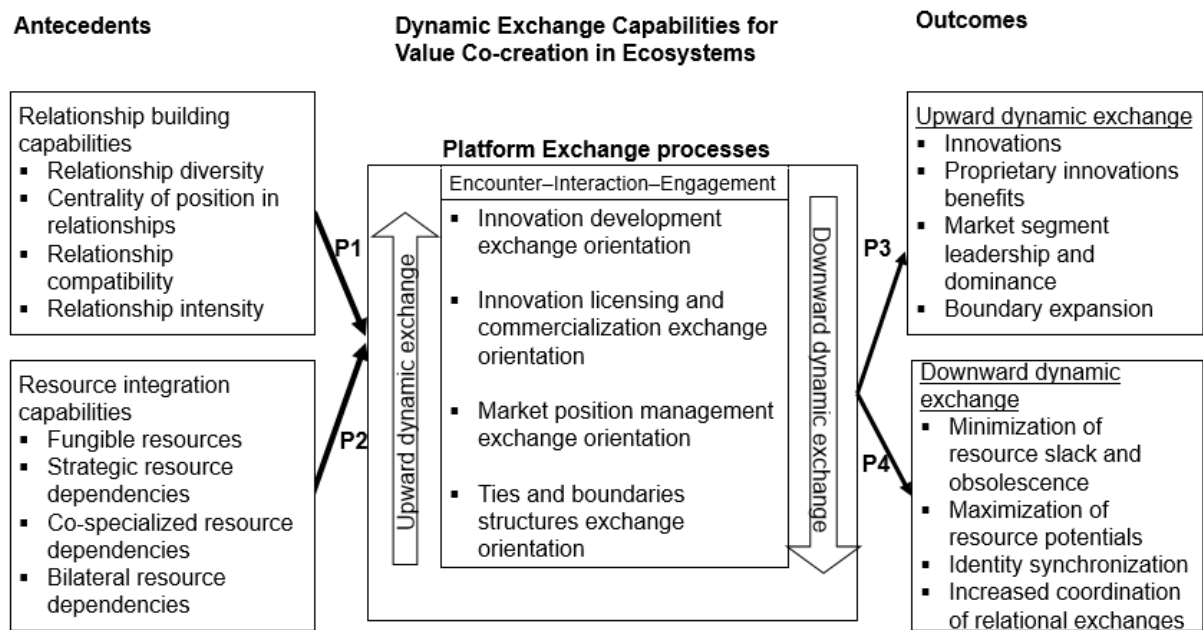 Antecedents
Dynamic Exchange Capabilities for
Value Co-creation in Ecosystems
Outcomes
Relationship building
capabilities
▪ Relationship diversity
▪ Centrality of position in
relationships
▪ Relationship
compatibility
▪ Relationship intensity
Resource integration
capabilities
▪ Fungible resources
▪ Strategic resource
dependencies
▪ Co-specialized resource
dependencies
▪ Bilateral resource
dependencies
P1
P2
Platform Exchange processes
Encounter–Interaction–Engagement
Upward dynamic exchange
▪ Innovation development
exchange orientation
▪ Innovation licensing and
commercialization exchange
orientation
▪ Market position management
exchange orientation
▪ Ties and boundaries
structures exchange
orientation
Downward dynamic exchange
P3
P4
Upward dynamic exchange
▪ Innovations
▪ Proprietary innovations
benefits
▪ Market segment
leadership and
dominance
▪ Boundary expansion
Downward dynamic
exchange
▪ Minimization of
resource slack and
obsolescence
▪ Maximization of
resource potentials
▪ Identity synchronization
▪ Increased coordination
of relational exchanges